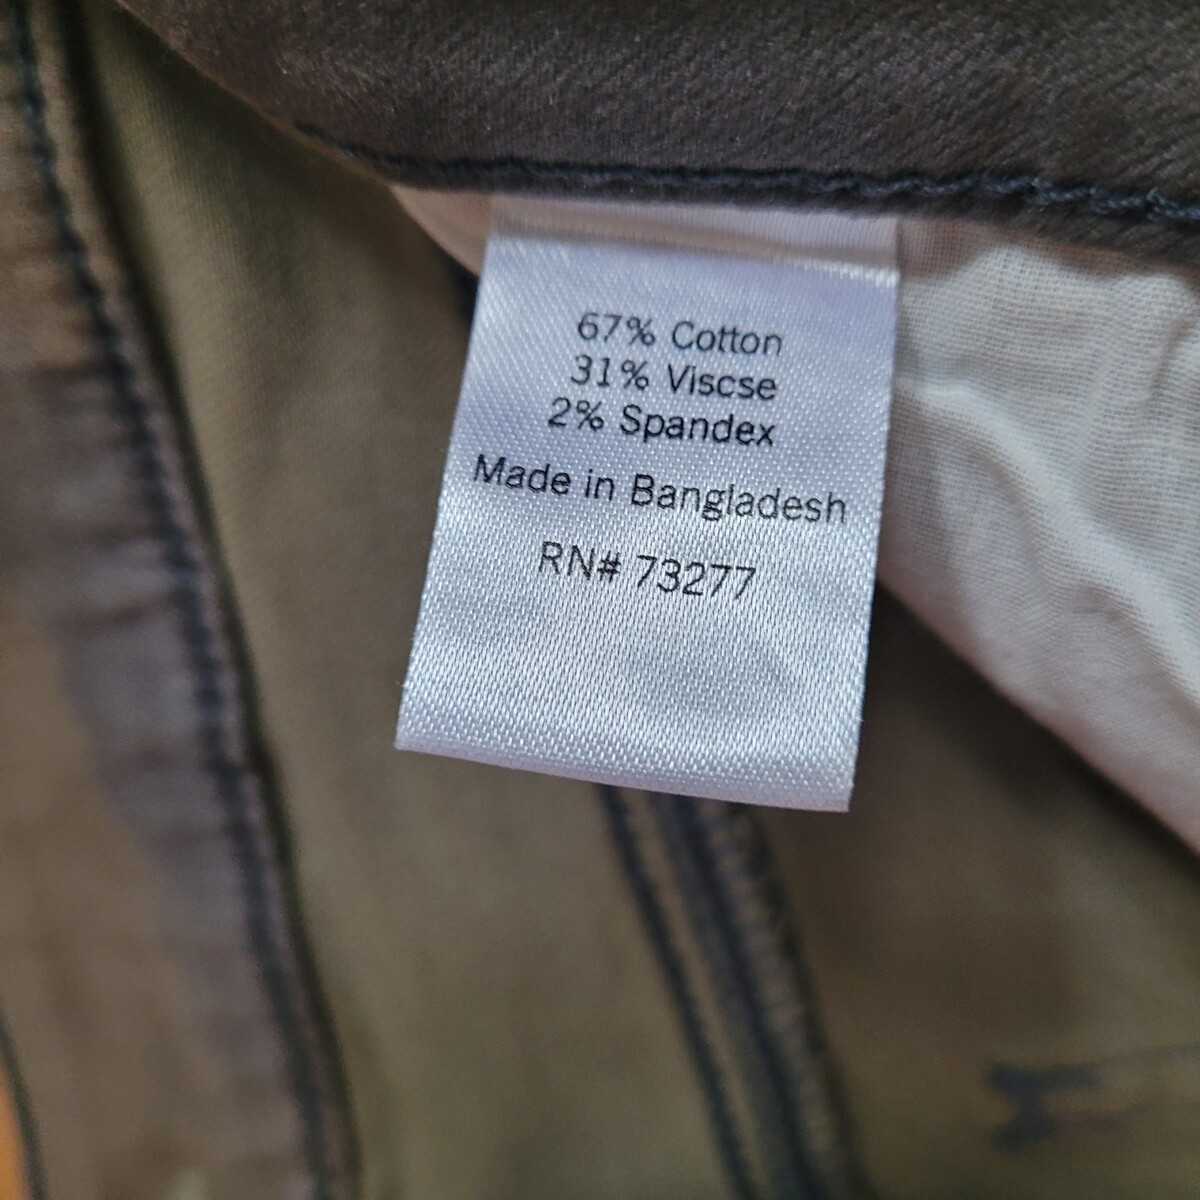 67% Cotton
31% Viscse
2% Spandex
Made in Bangladesh
RN# 73277